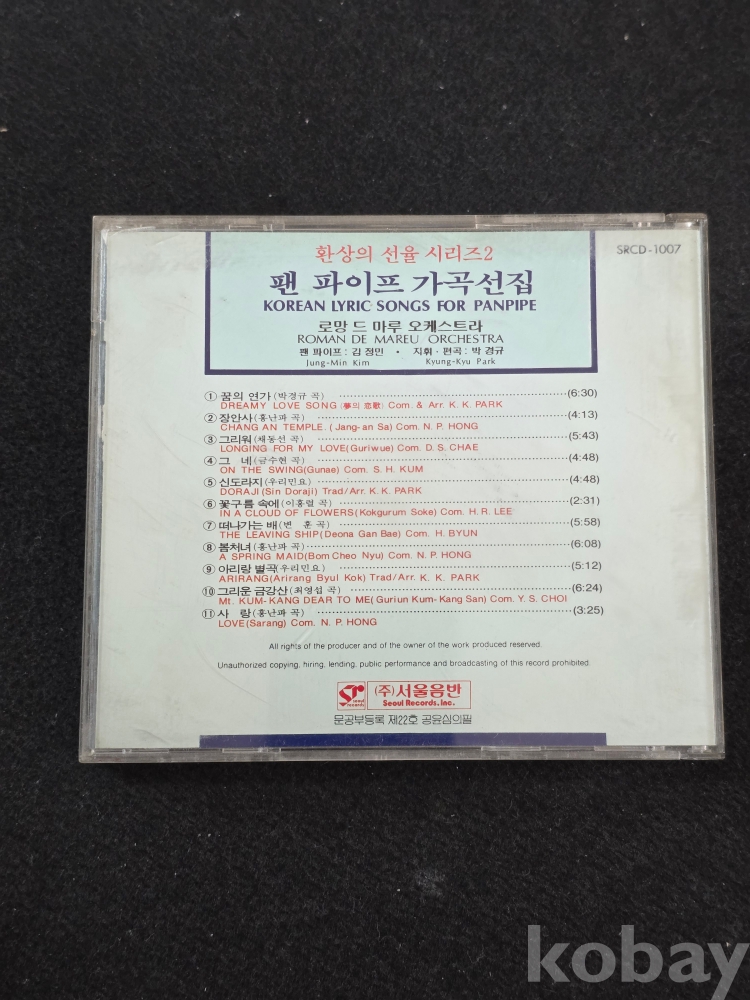 환상의 선율 시리즈2
SRCD-1007
팬 파이프 가곡선집
KOREAN LYRIC SONGS FOR PANPIPE
로망 드 마루 오케스트라
ROMAN DE MAREU ORCHESTRA
팬 파이프 : 김 정민 • 지휘 · 편곡 : 박 경규
Jung-Min Kim Kyung-Kyu Park
① 꿈의 연가 (박경규 곡) (6:30)
DREAMY LOVE SONG (夢의 恋歌) Com. & Arr. K. K. PARK
② 장안사 (홍난파 곡) (4:13)
CHANG AN TEMPLE. ( Jang-an Sa) Com. N. P. HONG
③ 그리워 (채동선 곡) (5:43)
LONGING FOR MY LOVE(Guriwue) Com. D. S. CHAE
④ 그 네(금수현 곡) (4:48)
ON THE SWING(Gunae) Com. S. H. KUM
⑤ 신도라지(우리민요) (4:48)
DORAJI (Sin Doraji) Trad/Arr. K. K. PARK
⑥ 꽃구름 속에(이흥렬 곡) (2:31)
IN A CLOUD OF FLOWERS(Kokgurum Soke) Com. H. R. LEE
⑦ 떠나가는 배(변 훈 곡) (5:58)
THE LEAVING SHIP(Deona Gan Bae) Com. H. BYUN
⑧ 봄처녀 (홍난파 곡) (6:08)
A SPRING MAID(Bom Cheo Nyu) Com. N. P. HONG
⑨ 아리랑 별곡(우리민요) (5:12)
ARIRANG(Arirang Byul Kok) Trad/Arr. K. K. PARK
⑩ 그리운 금강산(최영섭 곡) (6:24)
Mt. KUM-KANG DEAR TO ME( Guriun Kum-Kang San) Com. Y. S. CHOI
⑪ 사 랑(홍난파 곡) (3:25)
LOVE(Sarang) Com. N. P. HONG
All rights of the producer and of the owner of the work produced reserved.
Unauthorized copying, hiring, lending, public performance and broadcasting of this record prohibited.
sr seoul records
(주)서울음반
Seoul Records, Inc.
문공부등록 제22호 공윤심의필
kobay